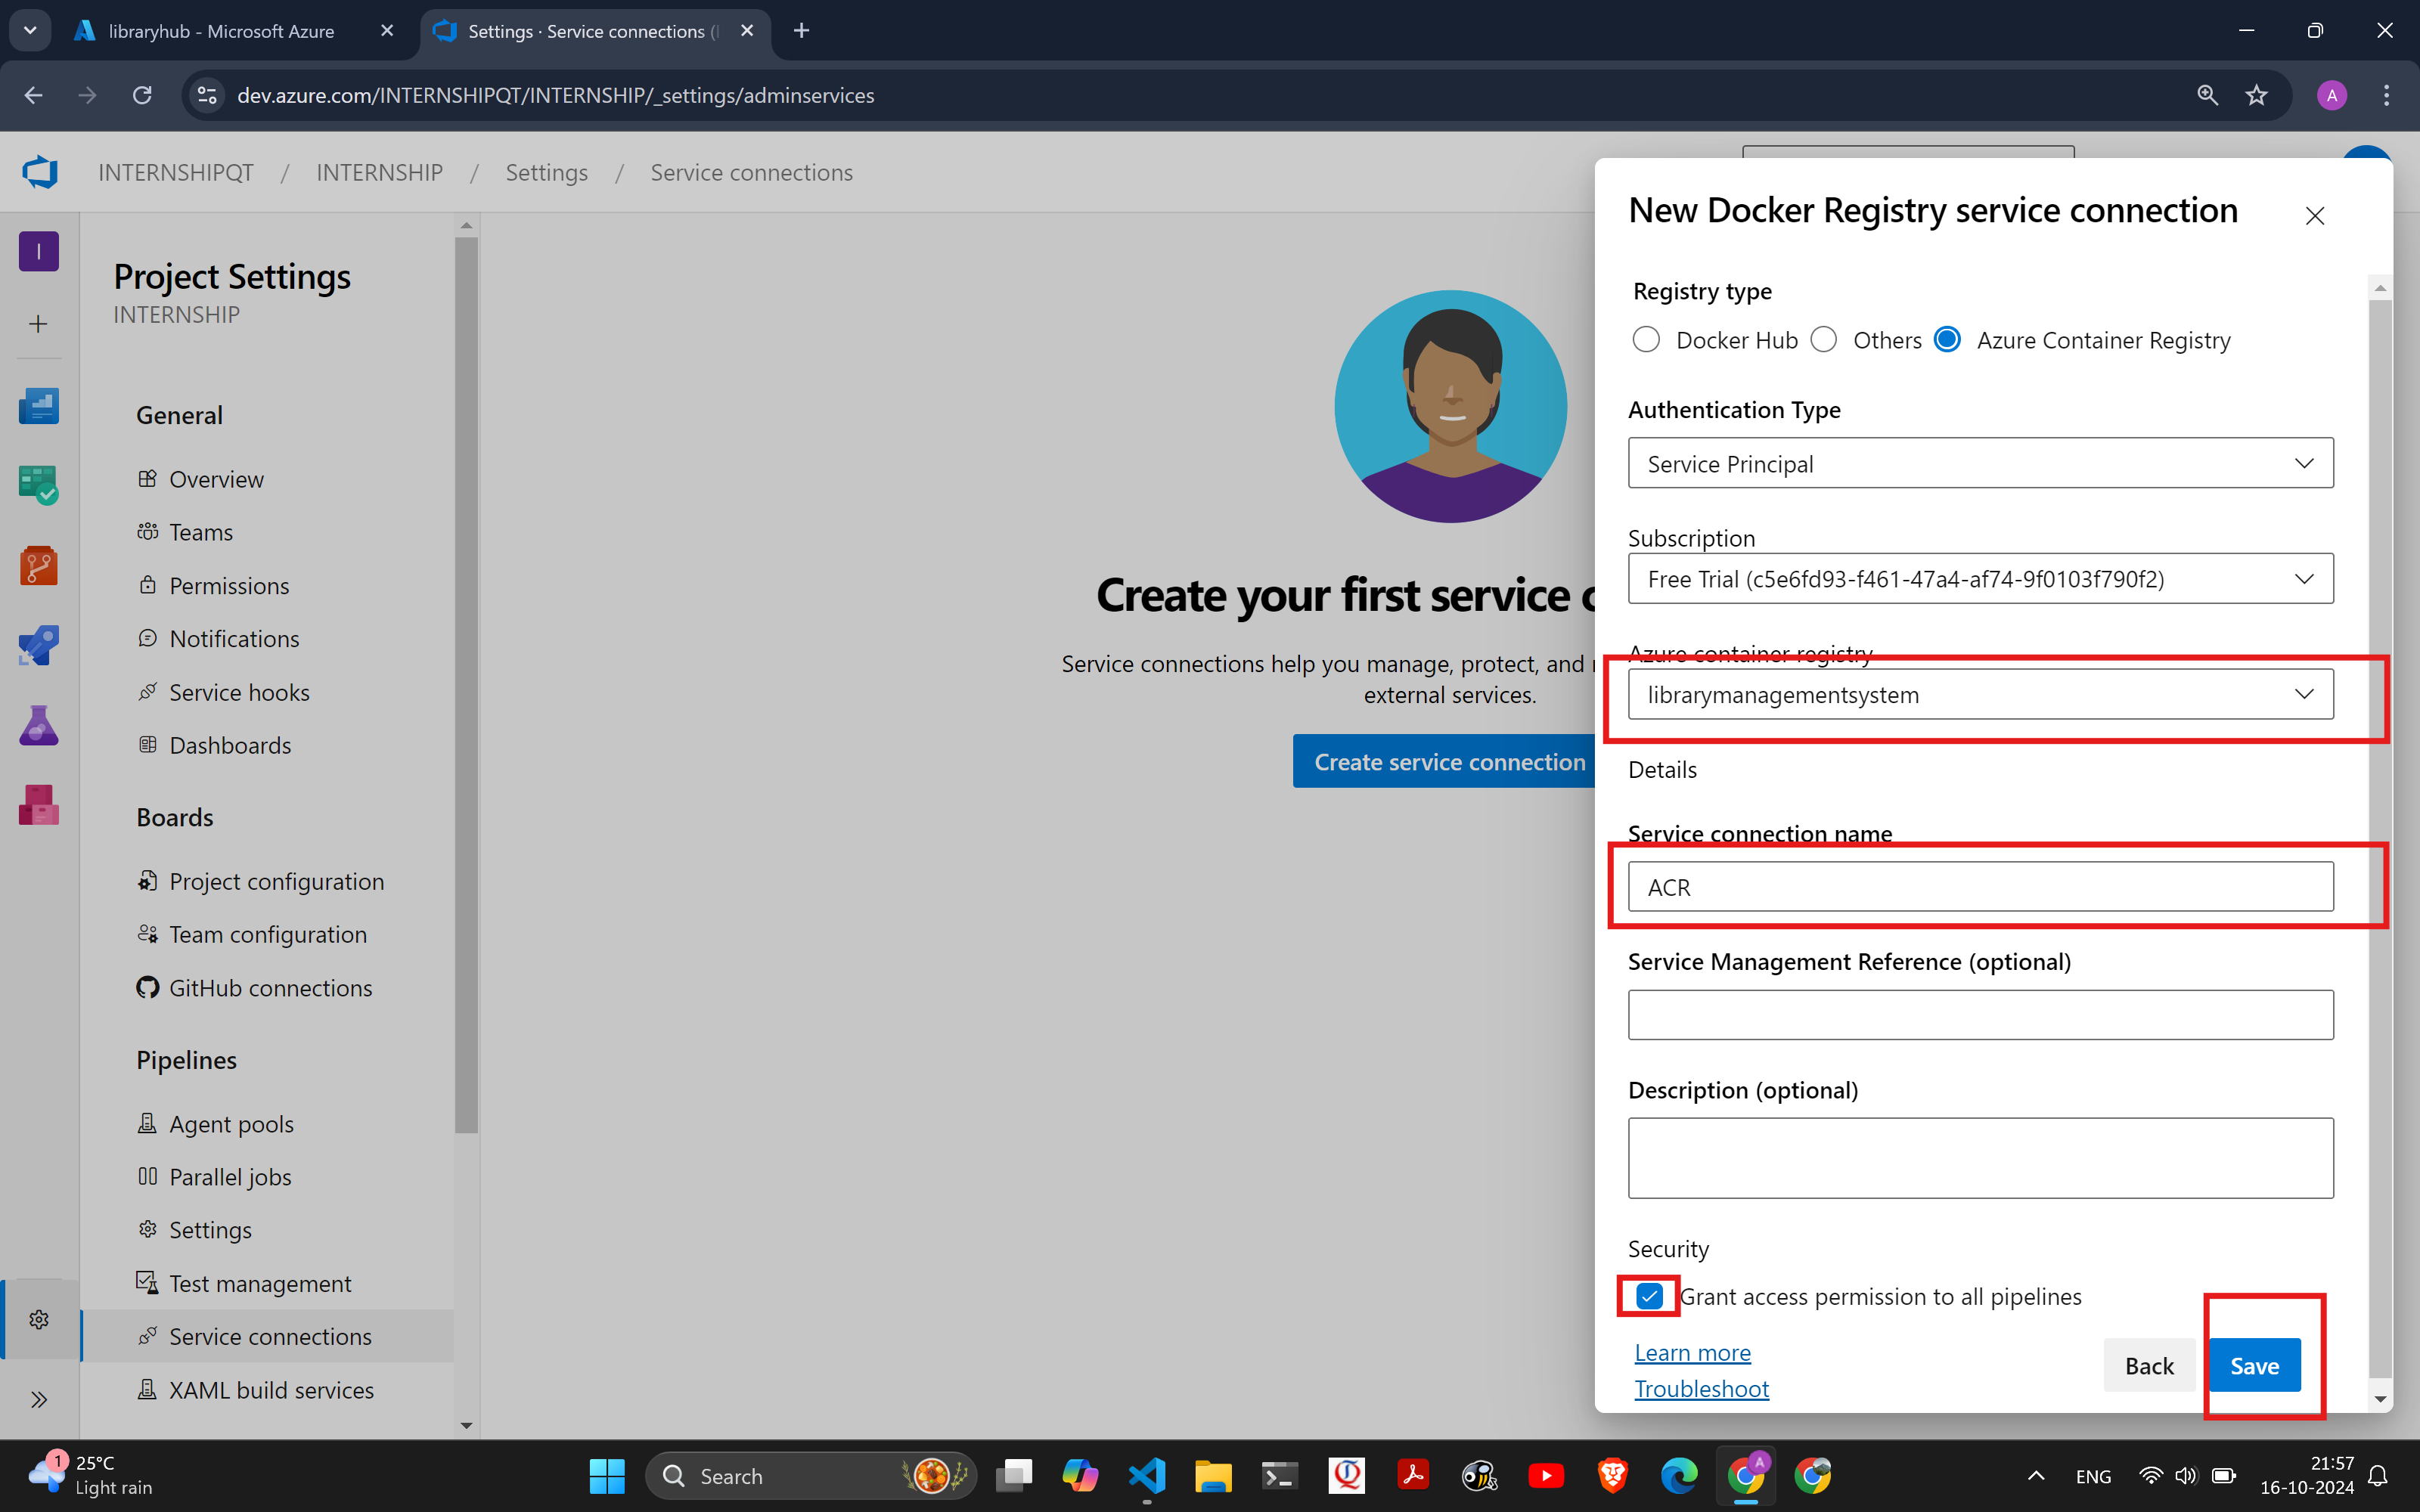 libraryhub - Microsoft Azure
Settings · Service connections (I
dev.azure.com/INTERNSHIPQT/INTERNSHIP/_settings/adminservices
A
INTERNSHIPQT / INTERNSHIP / Settings / Service connections
I
Project Settings
INTERNSHIP
General
Overview
Teams
Permissions
Notifications
Service hooks
Dashboards
Boards
Project configuration
Team configuration
GitHub connections
Pipelines
Agent pools
Parallel jobs
Settings
Test management
Service connections
XAML build services
Create your first service c
Service connections help you manage, protect, and
external services.
Create service connection
New Docker Registry service connection
Registry type
Docker Hub
Others
Azure Container Registry
Authentication Type
Service Principal
Subscription
Free Trial (c5e6fd93-f461-47a4-af74-9f0103f790f2)
Azure container registry
librarymanagementsystem
Details
Service connection name
ACR
Service Management Reference (optional)
Description (optional)
Security
Grant access permission to all pipelines
Learn more
Troubleshoot
Back
Save
1
25°C
Light rain
Search
A
ENG
21:57
16-10-2024